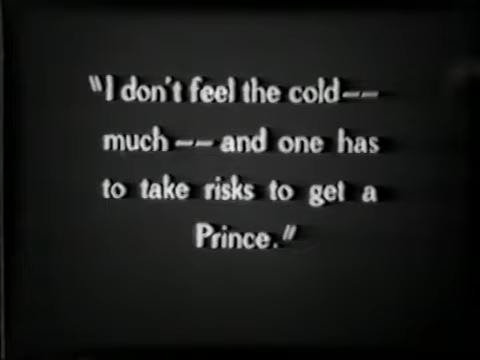 "I don't feel the cold--
much--and one has
to take risks to get a
Prince."